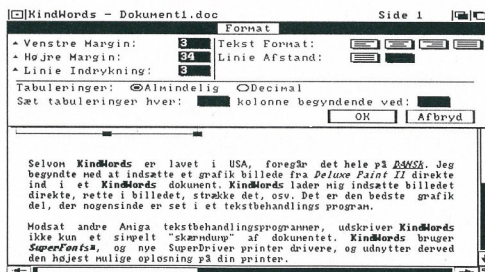 KindWords - Dokument1.doc Side 1
Format
Venstre Margin: 3 Tekst Format:
Højre Margin: 34 Linie Afstand:
Linie Indrykning: 3
Tabuleringer: Almindelig Decimal
Sæt tabuleringer hver: kolonne begyndende ved:
OK Afbryd
Selvom KindWords er lavet i USA, foregår det hele på DANSK. Jeg
begyndte med at indsætte et grafik billede fra Deluxe Paint II direkte
ind i et KindWords dokument. KindWords lader mig indsætte billedet
direkte, rette i billedet, strække det, osv. Det er den bedste grafik
del, der nogensinde er set i et tekstbehandlings program.
Modsat andre Amiga tekstbehandlingsprogrammer, udskriver KindWords
ikke kun et simpelt "skærmdump" af dokumentet. KindWords bruger
SuperFonts, og nye SuperDriver printer drivere, og udnytter derved
den højest mulige opløsning på din printer.